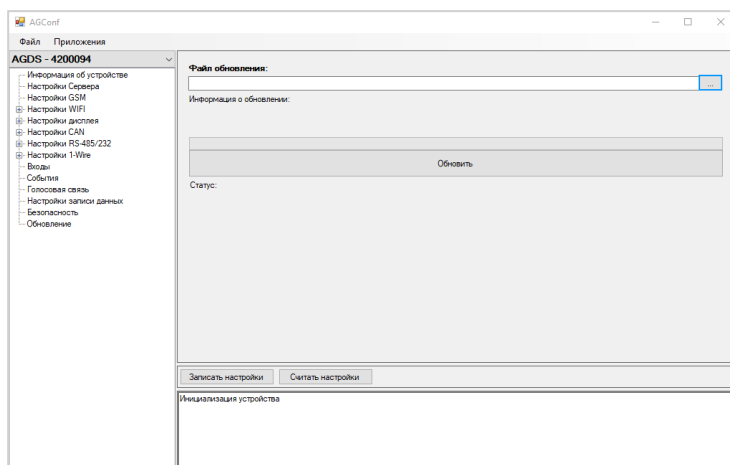 AGConf
Файл Приложения
AGDS - 4200094
Информация об устройстве
Настройки Сервера
Настройки GSM
Настройки WIFI
Настройки дисплея
Настройки CAN
Настройки RS-485/232
Настройки 1-Wire
Входы
События
Голосовая связь
Настройки записи данных
Безопасность
Обновление
Файл обновления:
...
Информация о обновлении:
Обновить
Статус:
Записать настройки Считать настройки
Инициализация устройства